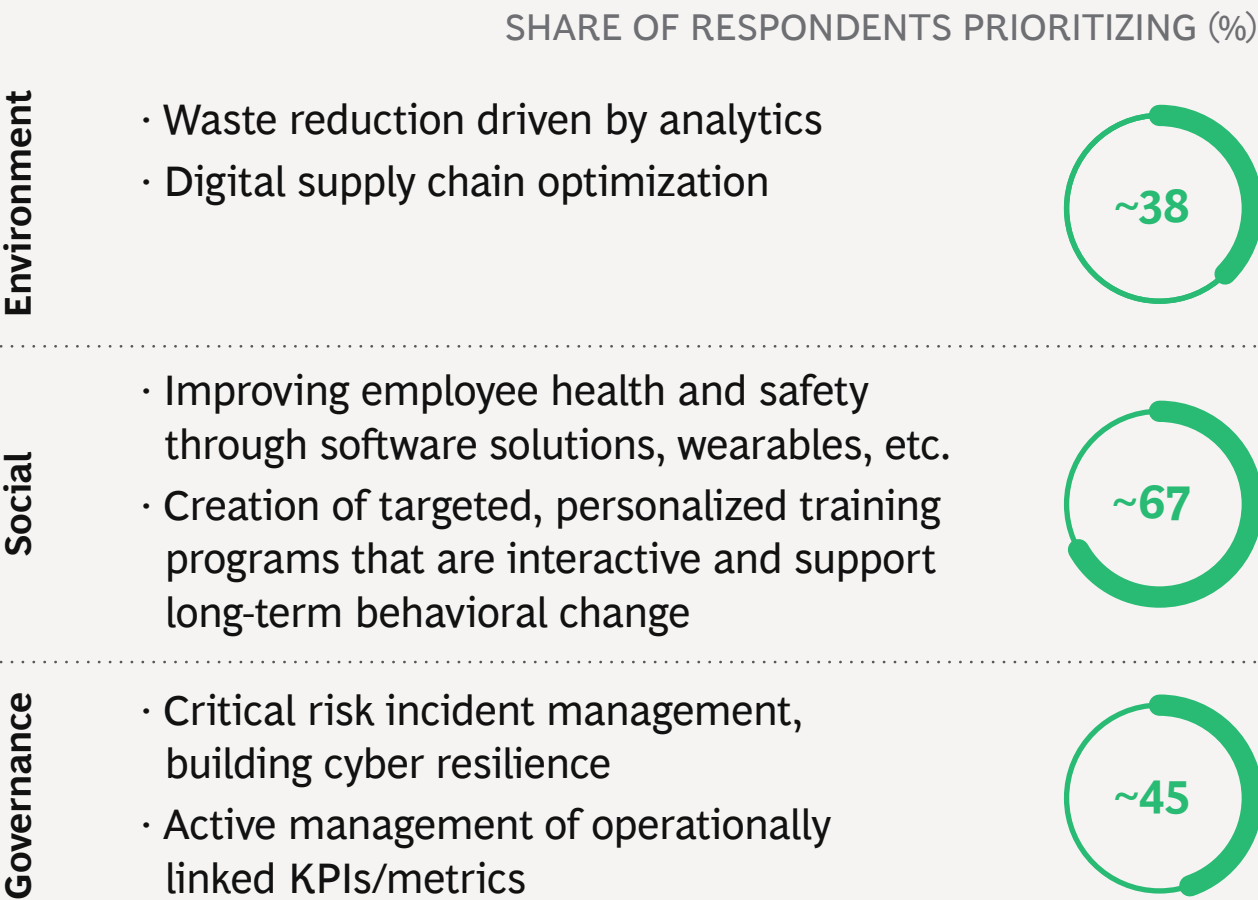 SHARE OF RESPONDENTS PRIORITIZING (%)
Environment
· Waste reduction driven by analytics
· Digital supply chain optimization
~38
Social
· Improving employee health and safety
through software solutions, wearables, etc.
· Creation of targeted, personalized training
programs that are interactive and support
long-term behavioral change
~67
Governance
· Critical risk incident management,
building cyber resilience
· Active management of operationally
linked KPIs/metrics
~45